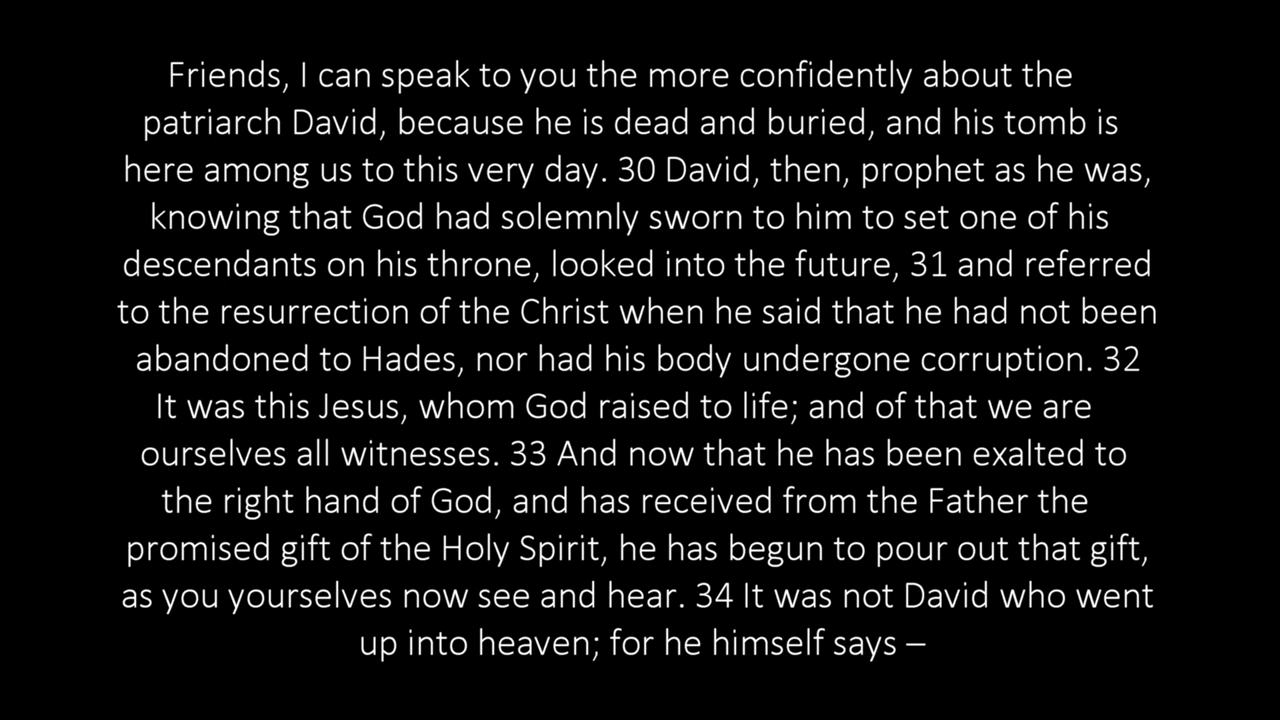 Friends, I can speak to you the more confidently about the
patriarch David, because he is dead and buried, and his tomb is
here among us to this very day. 30 David, then, prophet as he was,
knowing that God had solemnly sworn to him to set one of his
descendants on his throne, looked into the future, 31 and referred
to the resurrection of the Christ when he said that he had not been
abandoned to Hades, nor had his body undergone corruption. 32
It was this Jesus, whom God raised to life; and of that we are
ourselves all witnesses. 33 And now that he has been exalted to
the right hand of God, and has received from the Father the
promised gift of the Holy Spirit, he has begun to pour out that gift,
as you yourselves now see and hear. 34 It was not David who went
up into heaven; for he himself says –